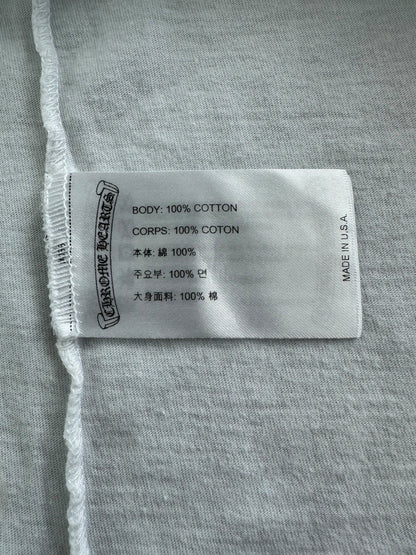 CHROME HEARTS
BODY: 100% COTTON
CORPS: 100% COTON
本体: 綿 100%
주요부: 100% 면
大身面料: 100% 棉
MADE IN U.S.A.